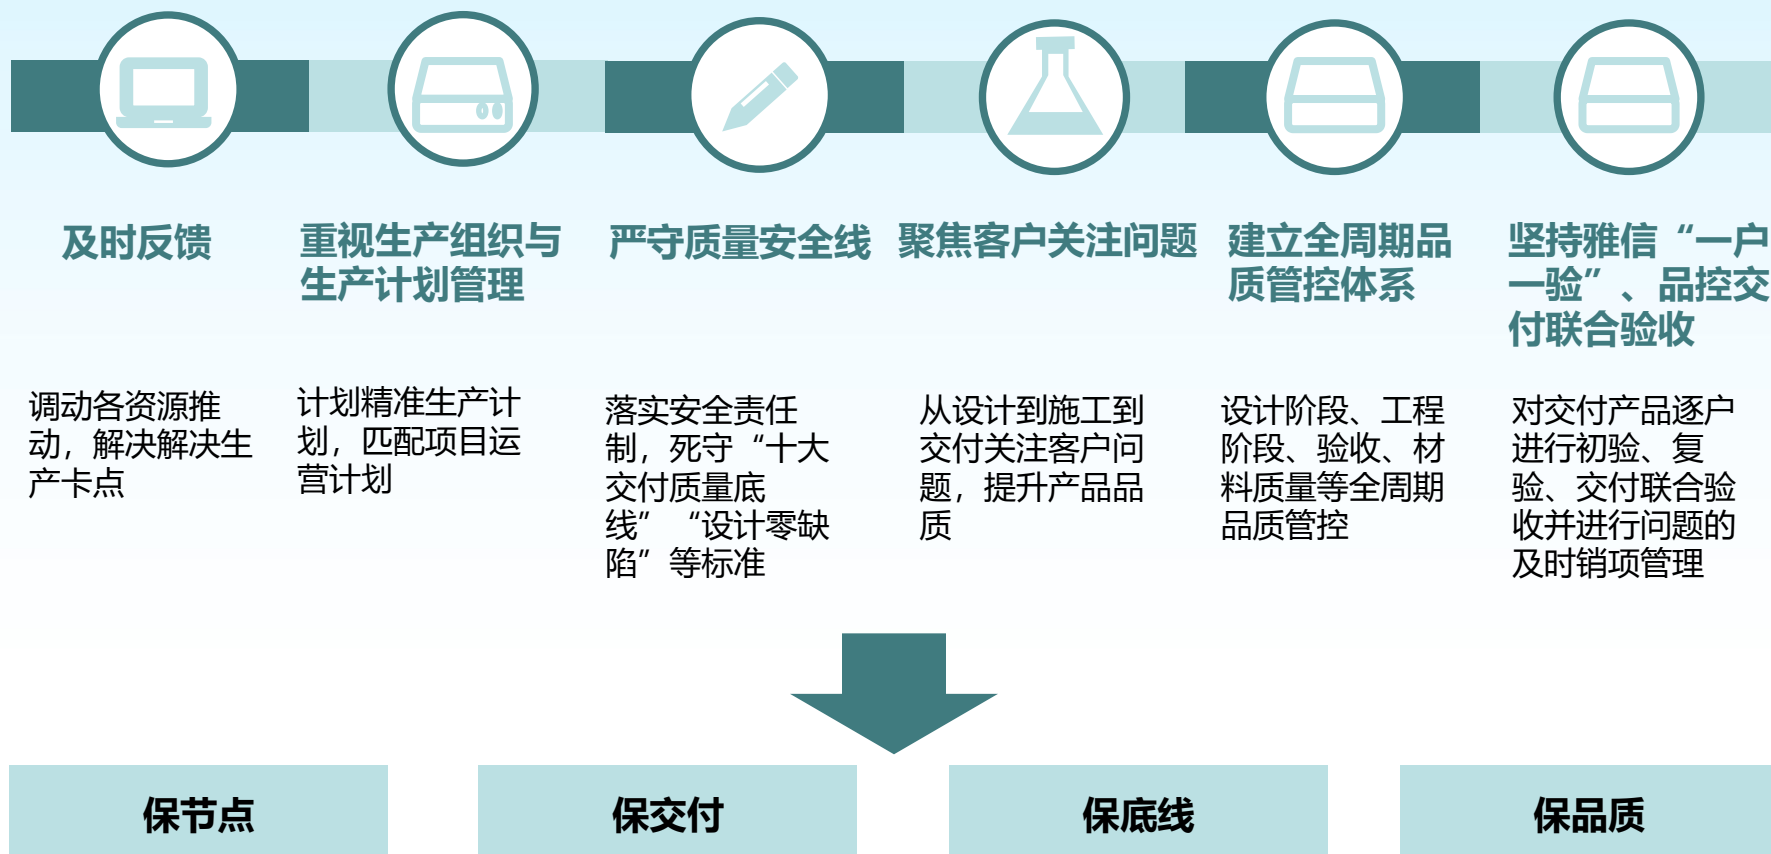 及时反馈
重视生产组织与
生产计划管理
严守质量安全线
聚焦客户关注问题
建立全周期品
质管控体系
坚持雅信“一户
一验”、品控交
付联合验收
调动各资源推
动，解决解决生
产卡点
计划精准生产计
划，匹配项目运
营计划
落实安全责任
制，死守“十大
交付质量底
线”“设计零缺
陷”等标准
从设计到施工到
交付关注客户问
题，提升产品品
质
设计阶段、工程
阶段、验收、材
料质量等全周期
品质管控
对交付产品逐户
进行初验、复
验、交付联合验
收并进行问题的
及时销项管理
保节点
保交付
保底线
保品质